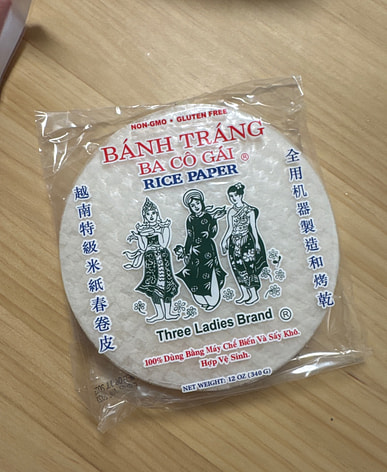 NON-GMO • GLUTEN FREE
BÁNH TRÁNG
BA CÔ GÁI ®
RICE PAPER
越南特級米紙春卷皮
全用机器製造和烤乾
Three Ladies Brand ®
100% Dùng Bằng Máy Chế Biến Và Sấy Khô.
Hợp Vệ Sinh.
NET WEIGHT: 12 OZ (340 G)